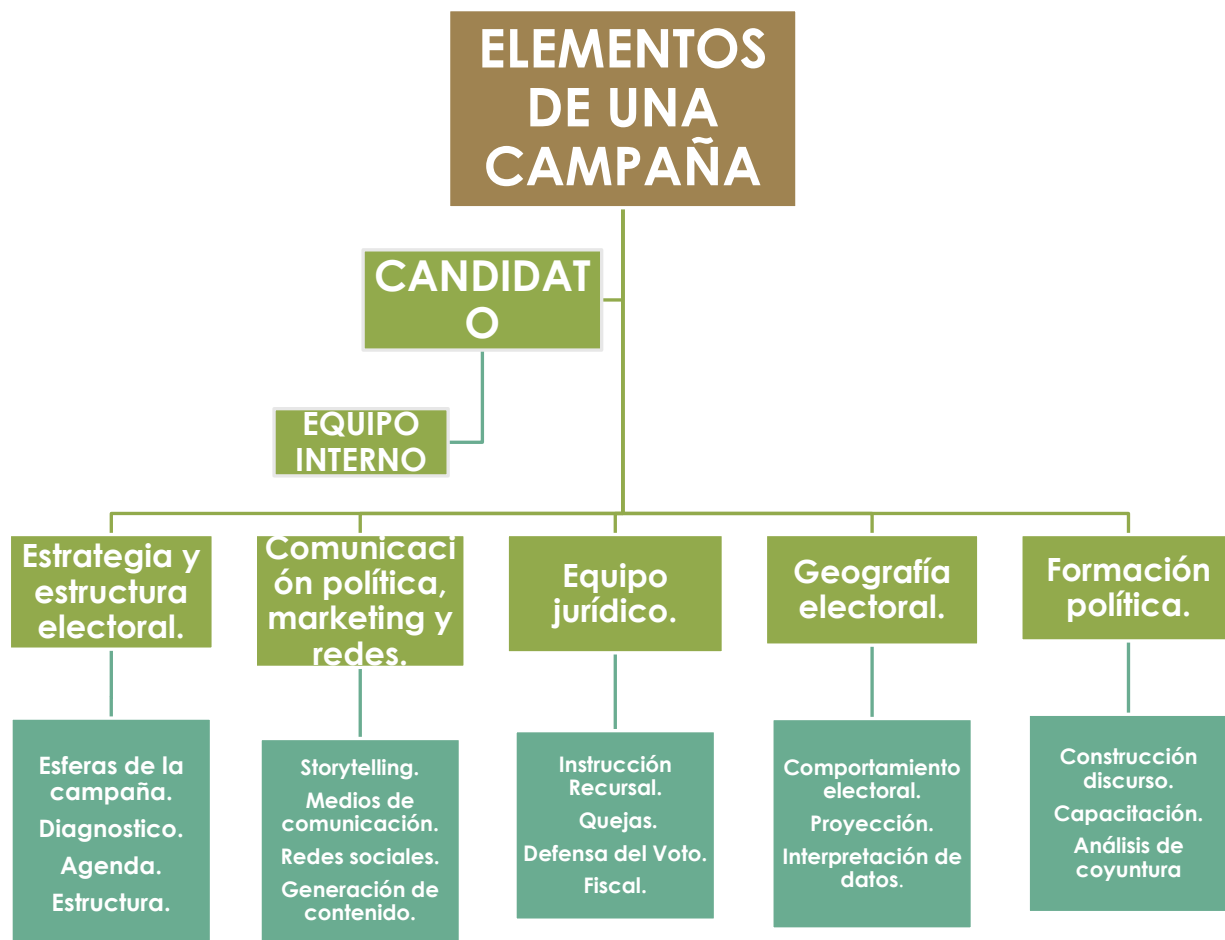 ELEMENTOS
DE UNA
CAMPAÑA
CANDIDAT
O
EQUIPO
INTERNO
Estrategia y
estructura
electoral.
Comunicaci
ón política,
marketing y
redes.
Equipo
jurídico.
Geografía
electoral.
Formación
política.
Esferas de la
campaña.
Diagnostico.
Agenda.
Estructura.
Storytelling.
Medios de
comunicación.
Redes sociales.
Generación de
contenido.
Instrucción
Recursal.
Quejas.
Defensa del Voto.
Fiscal.
Comportamiento
electoral.
Proyección.
Interpretación de
datos.
Construcción
discurso.
Capacitación.
Análisis de
coyuntura